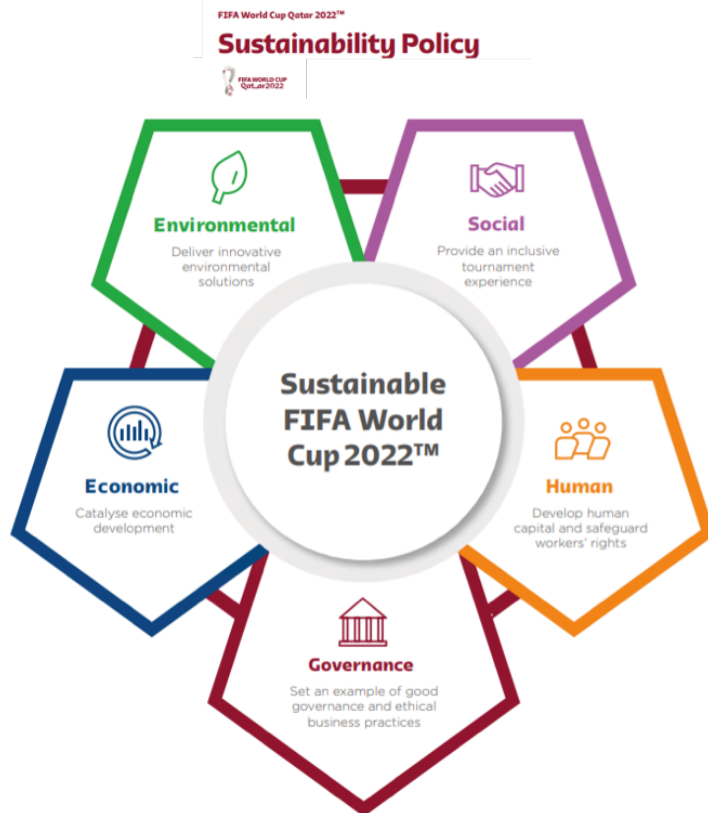 FIFA World Cup Qatar 2022™
Sustainability Policy
FIFA WORLD CUP
Qat_ar2022
Environmental
Deliver innovative
environmental
solutions
Social
Provide an inclusive
tournament
experience
Sustainable
FIFA World
Cup 2022™
Economic
Catalyse economic
development
Human
Develop human
capital and safeguard
workers' rights
Governance
Set an example of good
governance and ethical
business practices